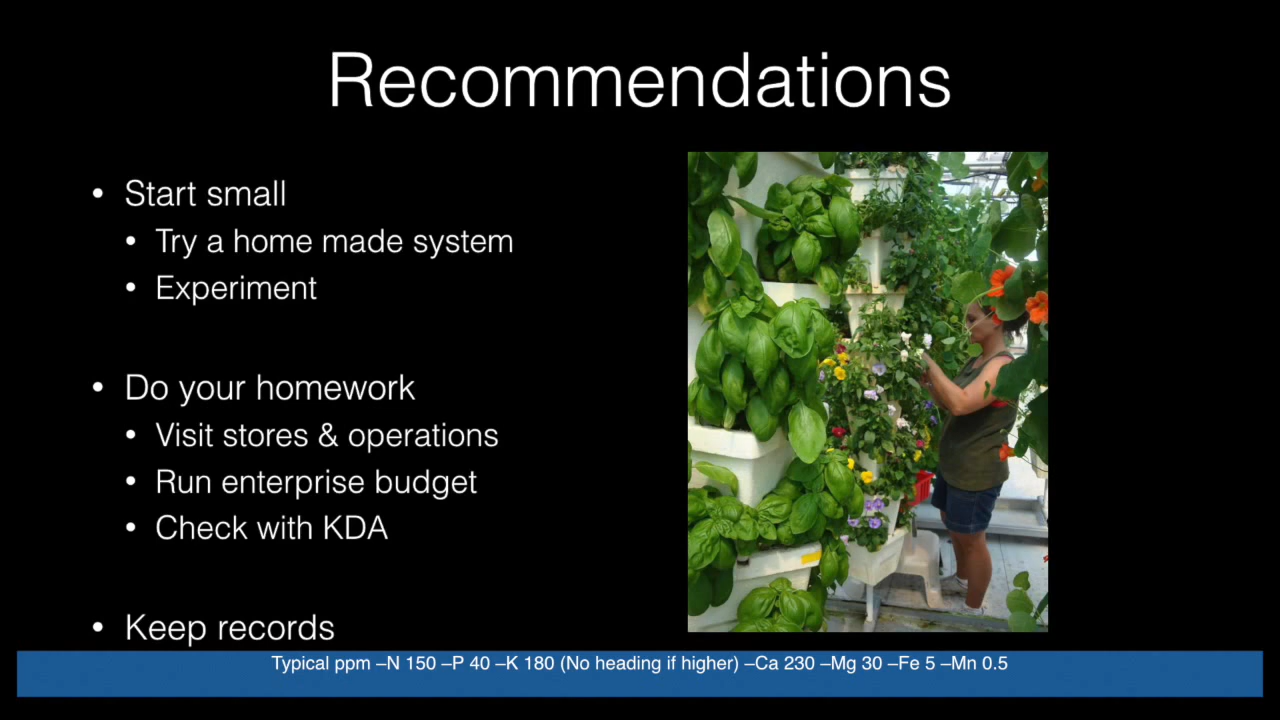 Recommendations
• Start small
• Try a home made system
• Experiment
• Do your homework
• Visit stores & operations
• Run enterprise budget
• Check with KDA
• Keep records
Typical ppm –N 150 –P 40 –K 180 (No heading if higher) –Ca 230 –Mg 30 –Fe 5 –Mn 0.5